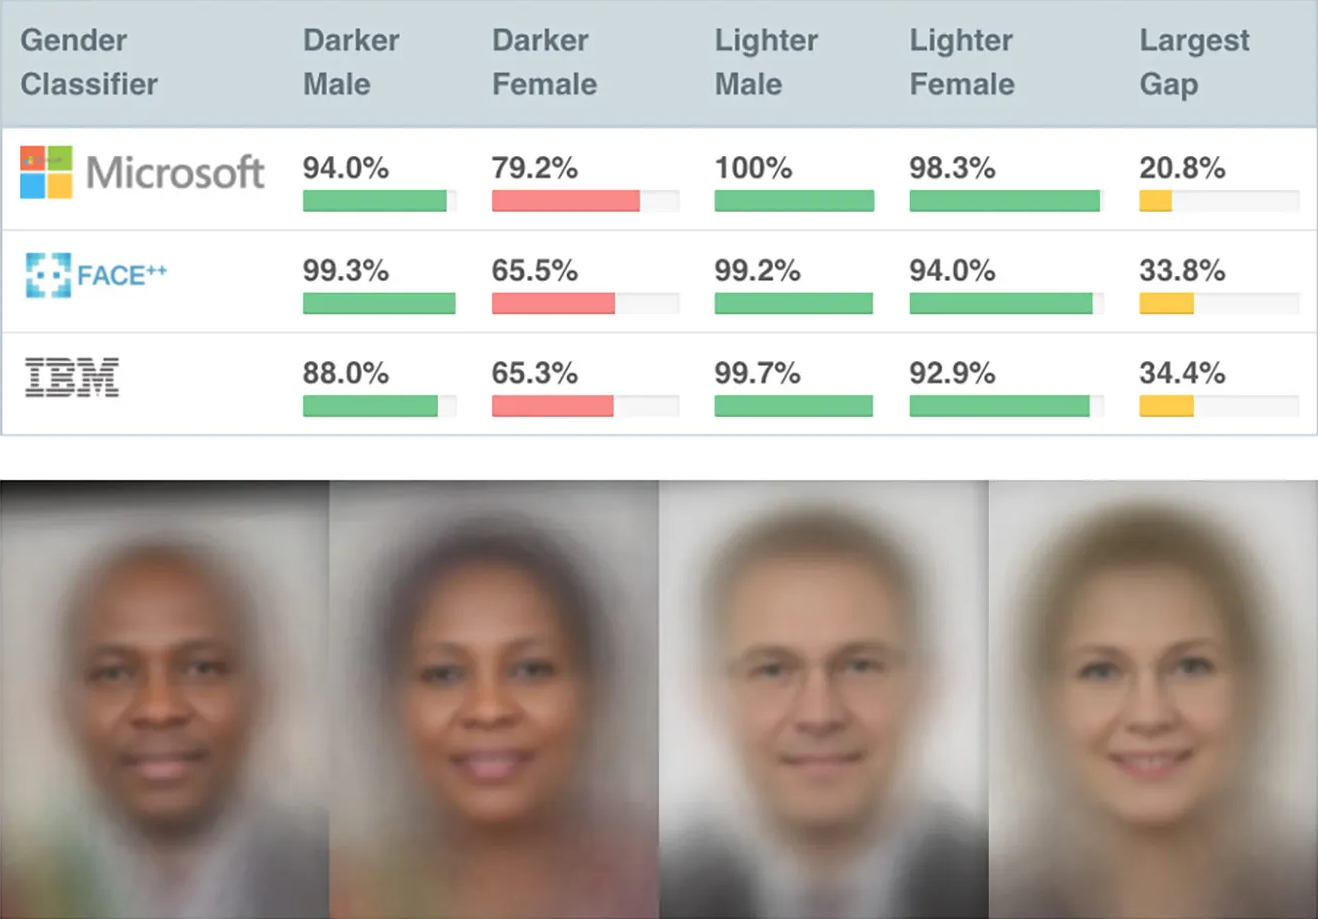 Gender Classifier Darker Male Darker Female Lighter Male Lighter Female Largest Gap
Microsoft 94.0% 79.2% 100% 98.3% 20.8%
FACE++ 99.3% 65.5% 99.2% 94.0% 33.8%
IBM 88.0% 65.3% 99.7% 92.9% 34.4%